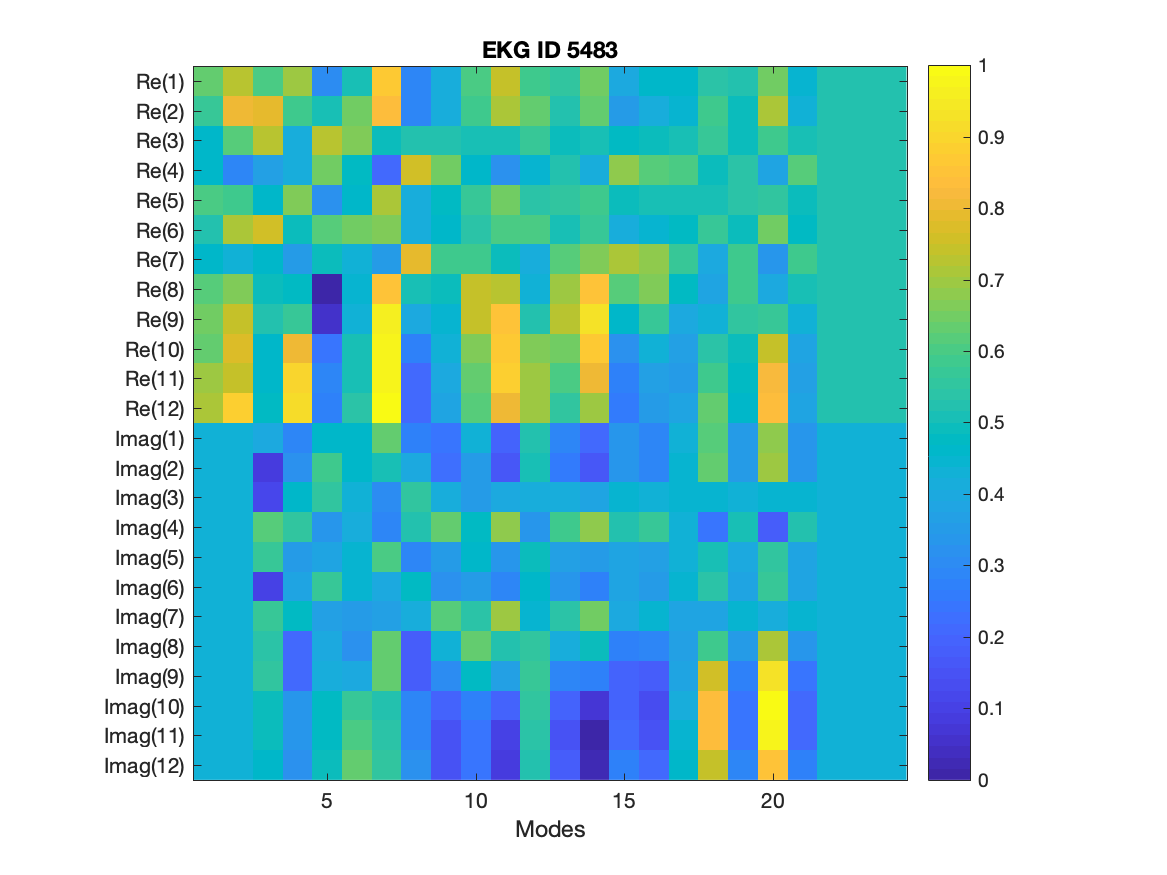 EKG ID 5483
Re(1)
Re(2)
Re(3)
Re(4)
Re(5)
Re(6)
Re(7)
Re(8)
Re(9)
Re(10)
Re(11)
Re(12)
Imag(1)
Imag(2)
Imag(3)
Imag(4)
Imag(5)
Imag(6)
Imag(7)
Imag(8)
Imag(9)
Imag(10)
Imag(11)
Imag(12)
5 10 15 20
Modes
1
0.9
0.8
0.7
0.6
0.5
0.4
0.3
0.2
0.1
0